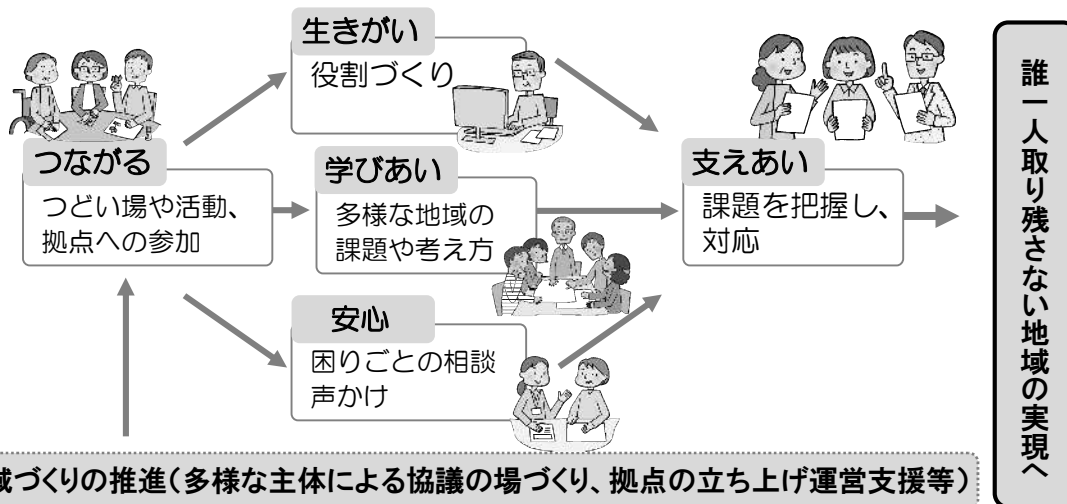 つながる
つどい場や活動、
拠点への参加
生きがい
役割づくり
学びあい
多様な地域の
課題や考え方
安心
困りごとの相談
声かけ
支えあい
課題を把握し、
対応
誰一人取り残さない地域の実現へ
域づくりの推進（多様な主体による協議の場づくり、拠点の立ち上げ運営支援等）